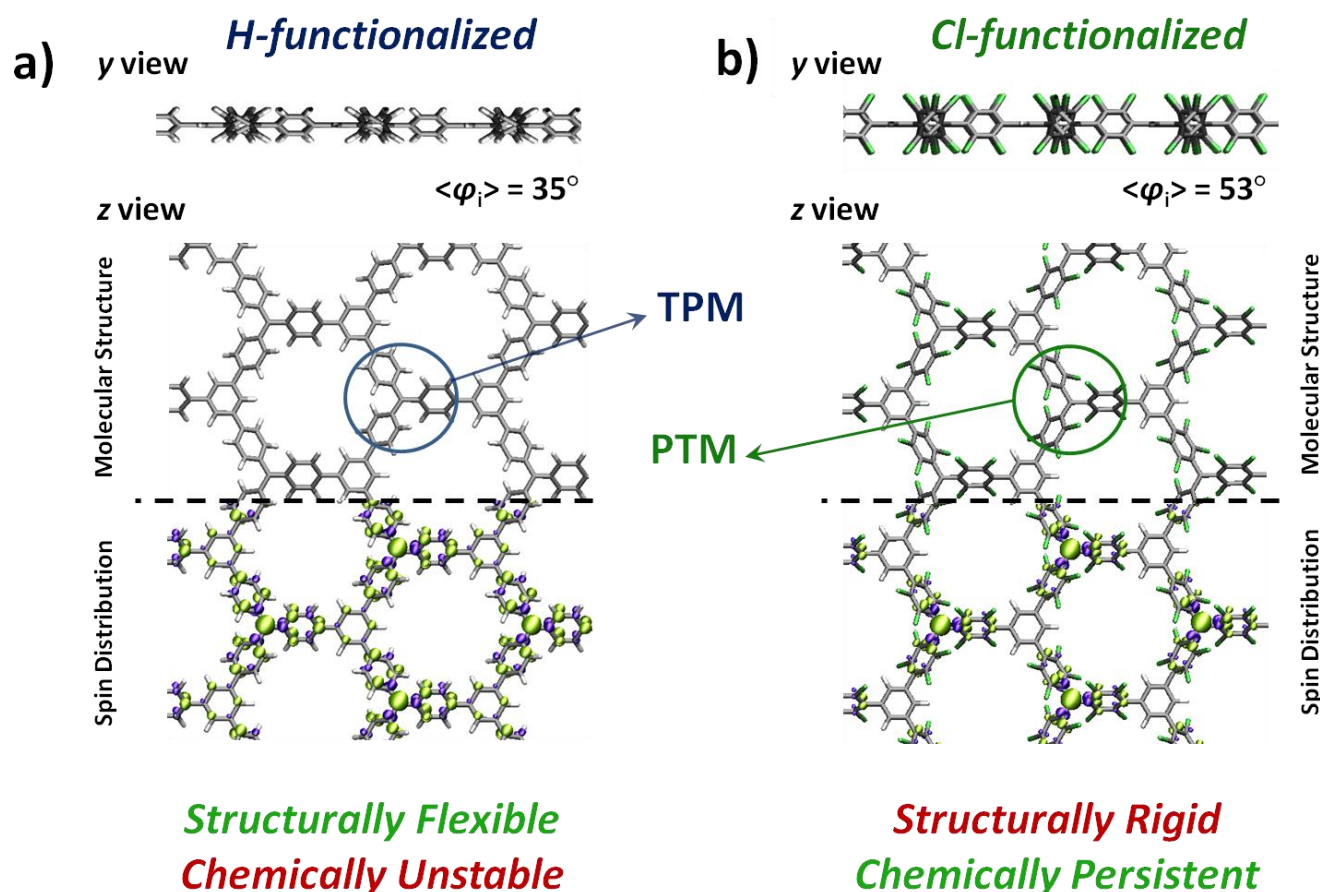 a)
H-functionalized
y view
<φi> = 35°
z view
Molecular Structure
Spin Distribution
TPM
PTM
b)
Cl-functionalized
y view
<φi> = 53°
z view
Molecular Structure
Spin Distribution
Structurally Flexible
Chemically Unstable
Structurally Rigid
Chemically Persistent